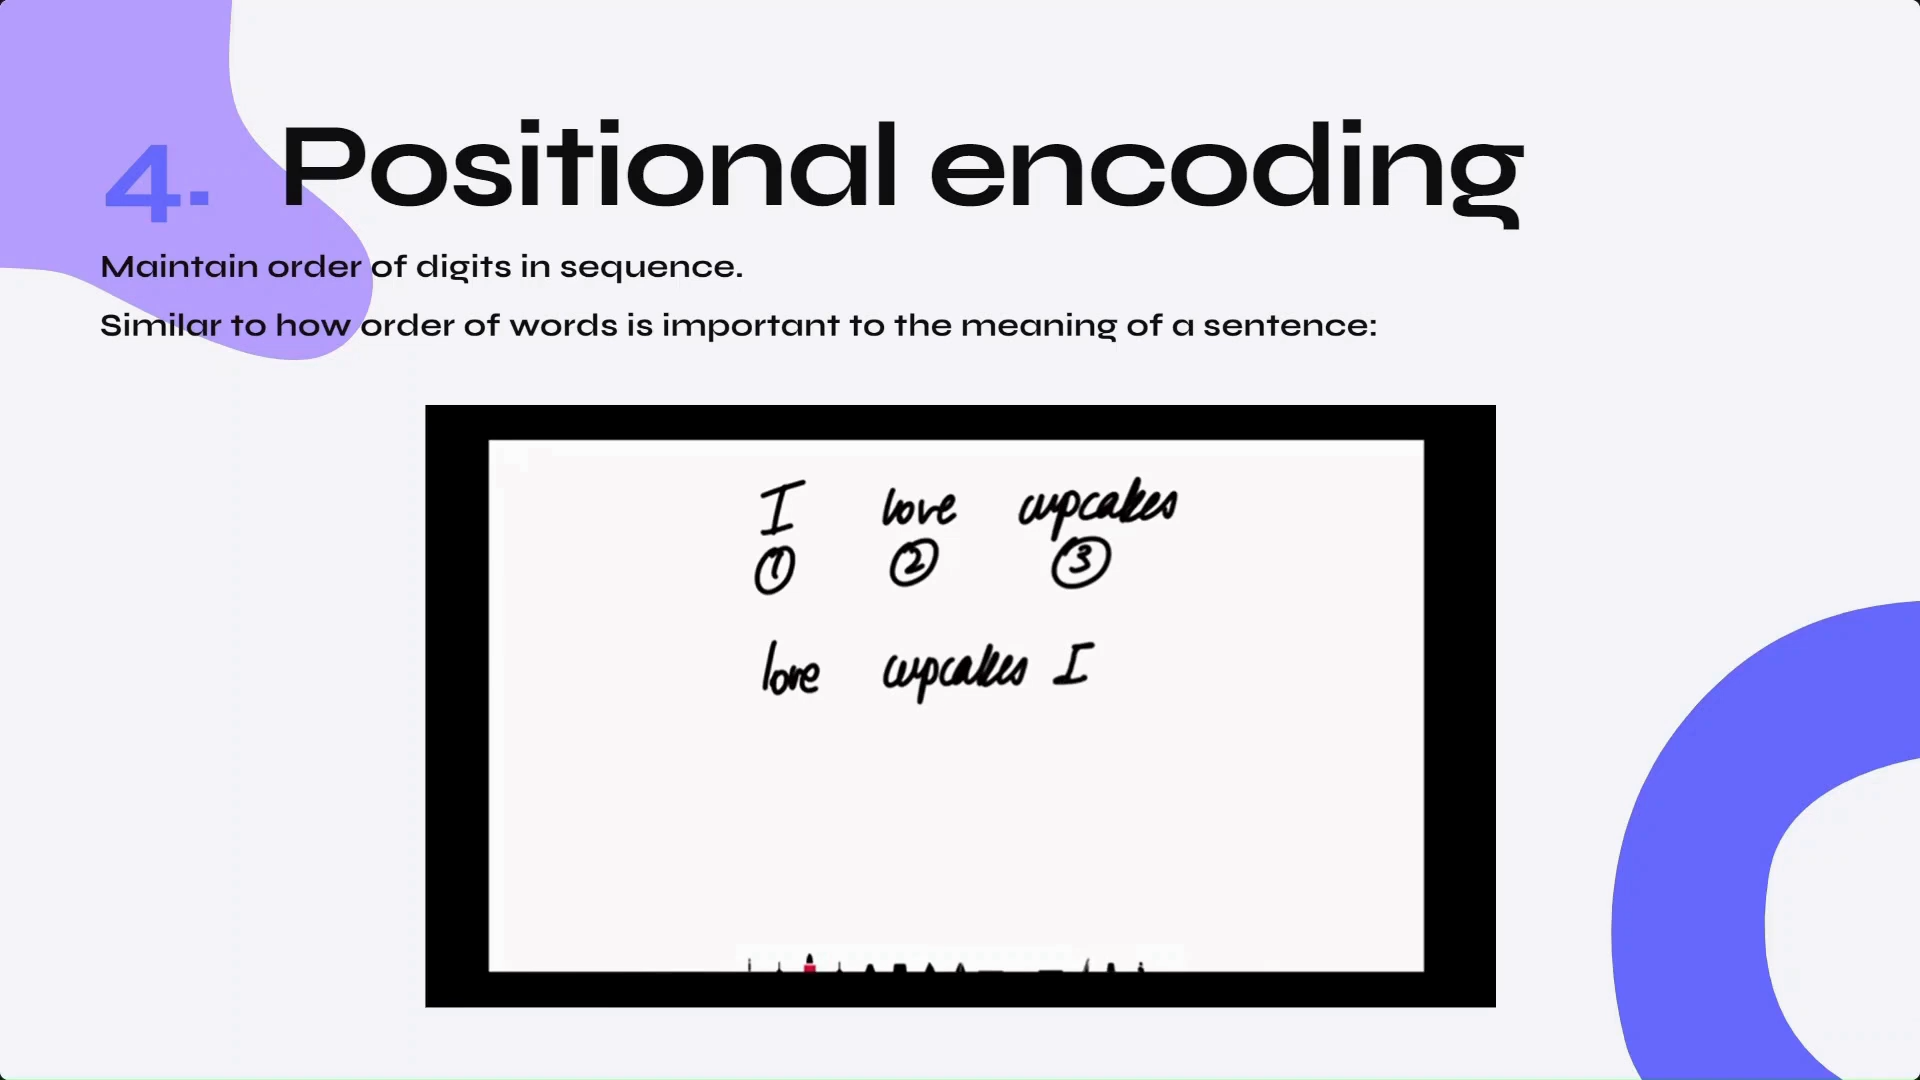 4. Positional encoding
Maintain order of digits in sequence.
Similar to how order of words is important to the meaning of a sentence:
I love cupcakes
1 2 3
love cupcakes I